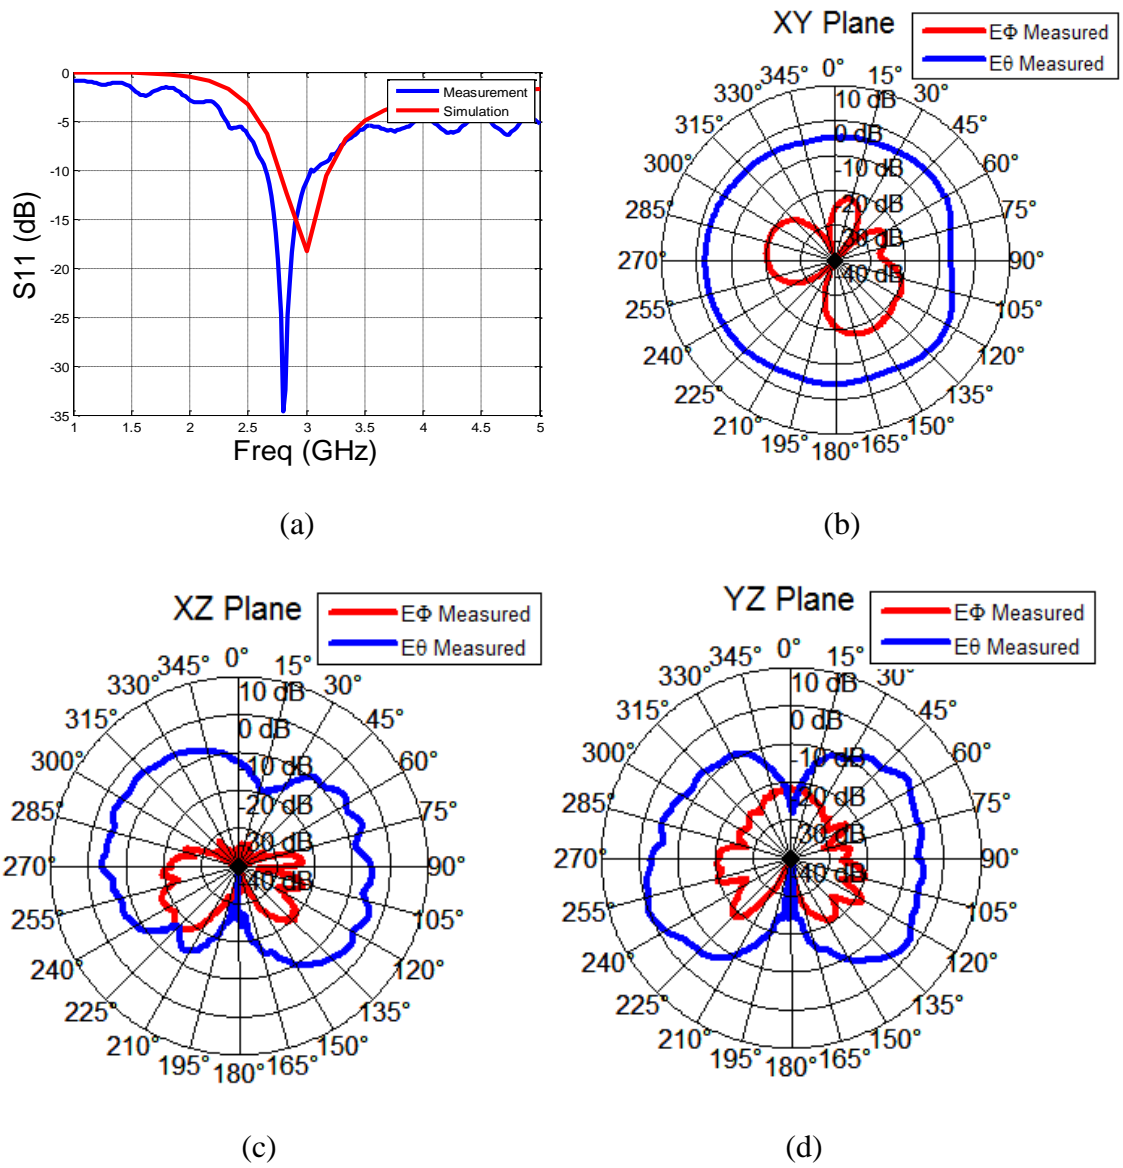 XY Plane
EΦ Measured
Eθ Measured
0
-5
-10
-15
-20
-25
-30
-35
1
1.5
2
2.5
3
3.5
4
4.5
5
S11 (dB)
Freq (GHz)
Measurement
Simulation
0°
15°
30°
45°
60°
75°
90°
105°
120°
135°
150°
165°
180°
195°
210°
225°
240°
255°
270°
285°
300°
315°
330°
345°
10 dB
0 dB
-10 dB
-20 dB
-30 dB
-40 dB
(a)
(b)
XZ Plane
EΦ Measured
Eθ Measured
0°
15°
30°
45°
60°
75°
90°
105°
120°
135°
150°
165°
180°
195°
210°
225°
240°
255°
270°
285°
300°
315°
330°
345°
10 dB
0 dB
-10 dB
-20 dB
-30 dB
-40 dB
YZ Plane
EΦ Measured
Eθ Measured
0°
15°
30°
45°
60°
75°
90°
105°
120°
135°
150°
165°
180°
195°
210°
225°
240°
255°
270°
285°
300°
315°
330°
345°
10 dB
0 dB
-10 dB
-20 dB
-30 dB
-40 dB
(c)
(d)